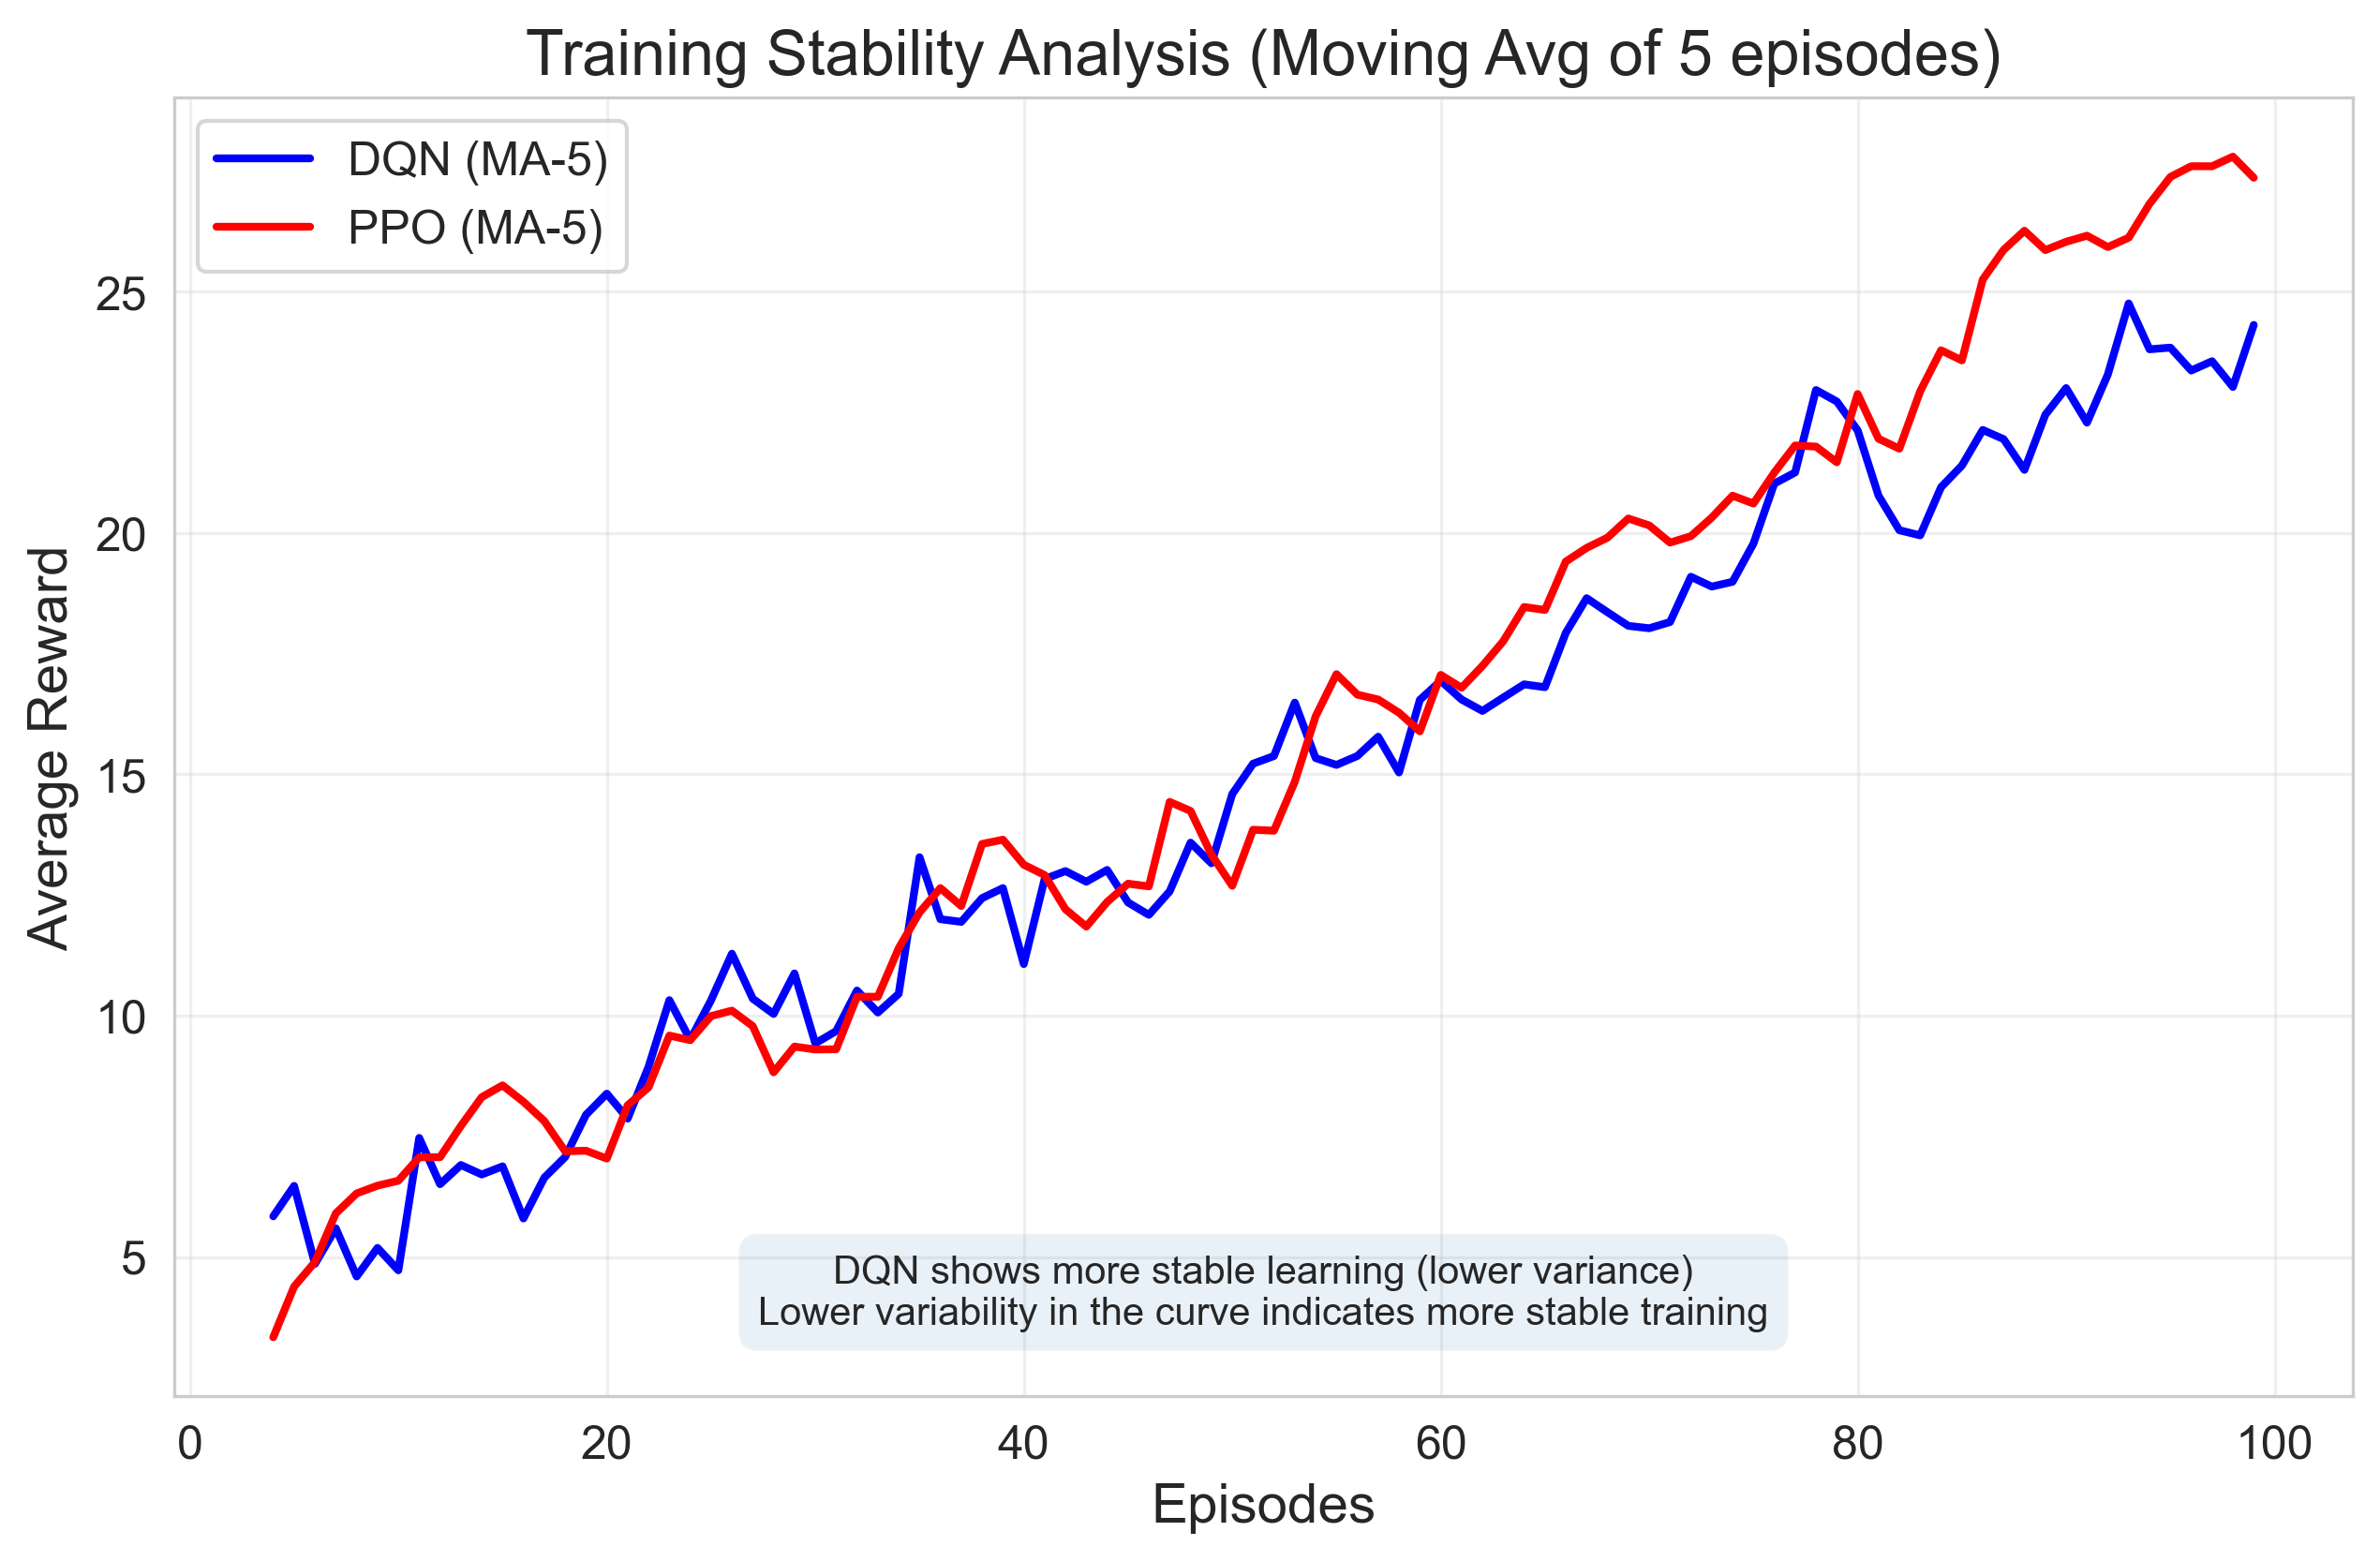 Training Stability Analysis (Moving Avg of 5 episodes)
DQN (MA-5)
PPO (MA-5)
25
20
15
10
5
Average Reward
DQN shows more stable learning (lower variance)
Lower variability in the curve indicates more stable training
0
20
40
60
80
100
Episodes